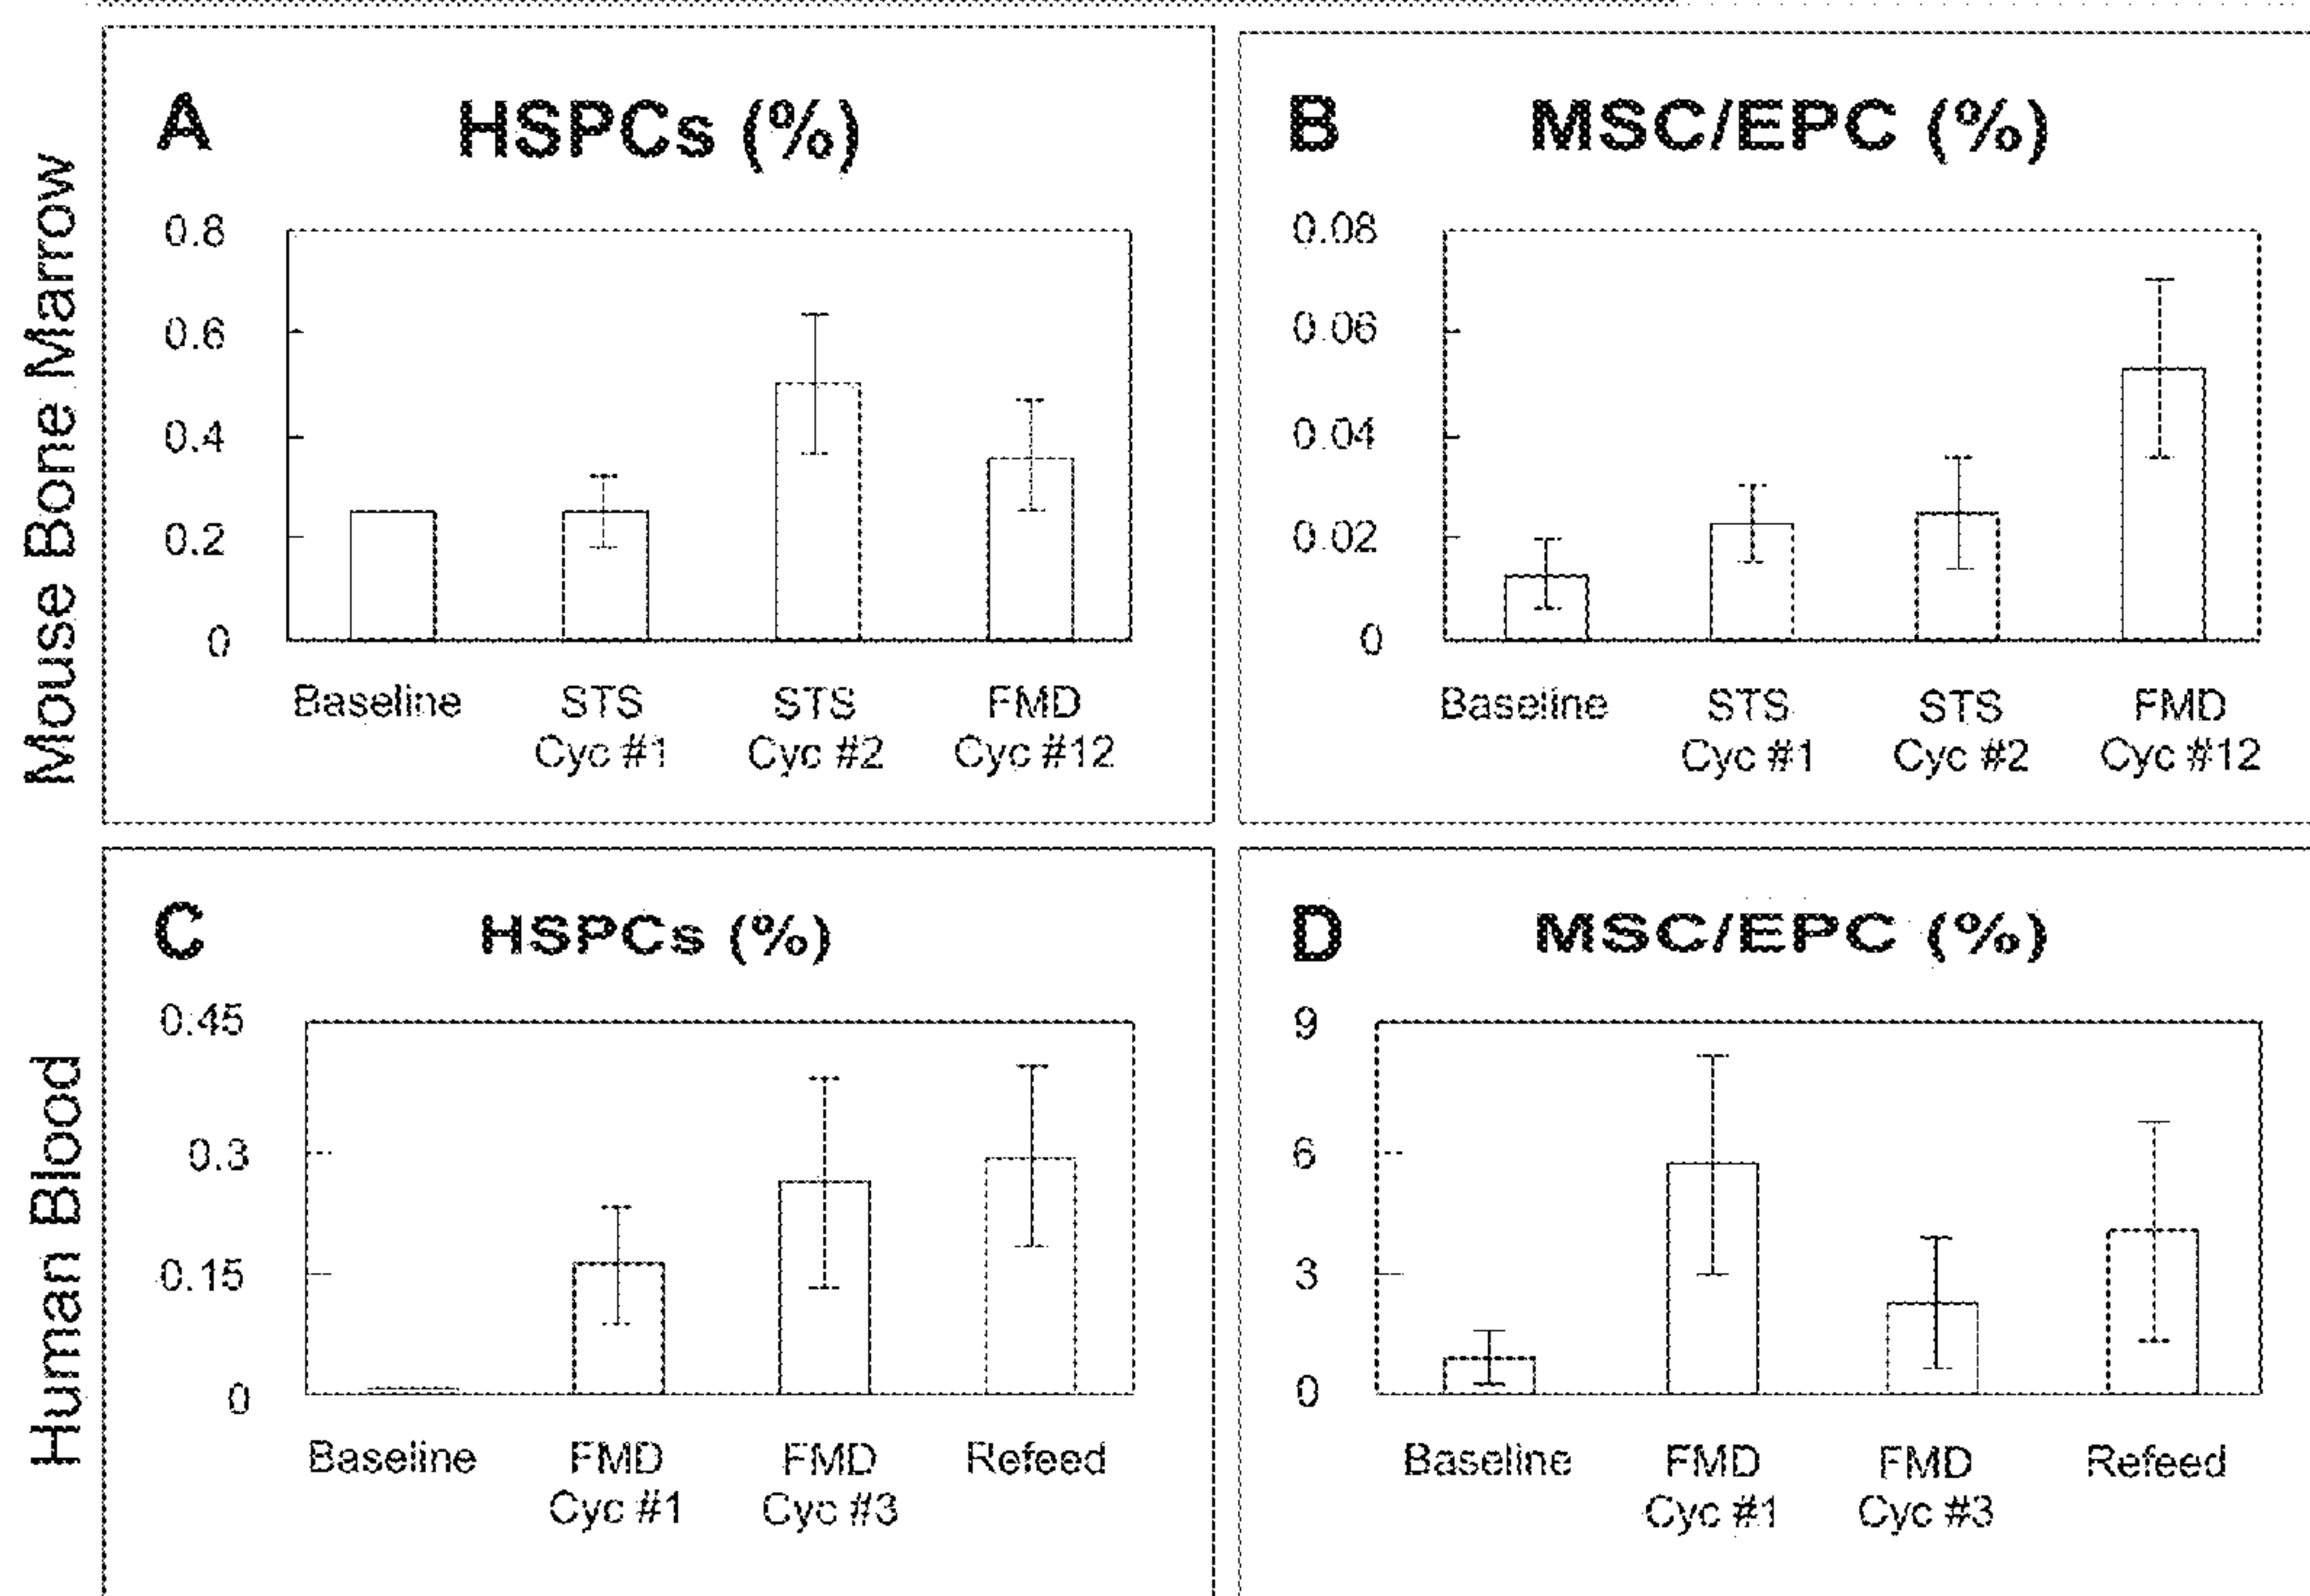 Mouse Bone Marrow
A HSPCs (%)
0.8
0.6
0.4
0.2
0
Baseline STS STS FMD
Cyc #1 Cyc #2 Cyc #12
B MSC/EPC (%)
0.08
0.06
0.04
0.02
0
Baseline STS STS FMD
Cyc #1 Cyc #2 Cyc #12
Human Blood
C HSPCs (%)
0.45
0.3
0.15
0
Baseline FMD FMD Refeed
Cyc #1 Cyc #3
D MSC/EPC (%)
9
6
3
0
Baseline FMD FMD Refeed
Cyc #1 Cyc #3